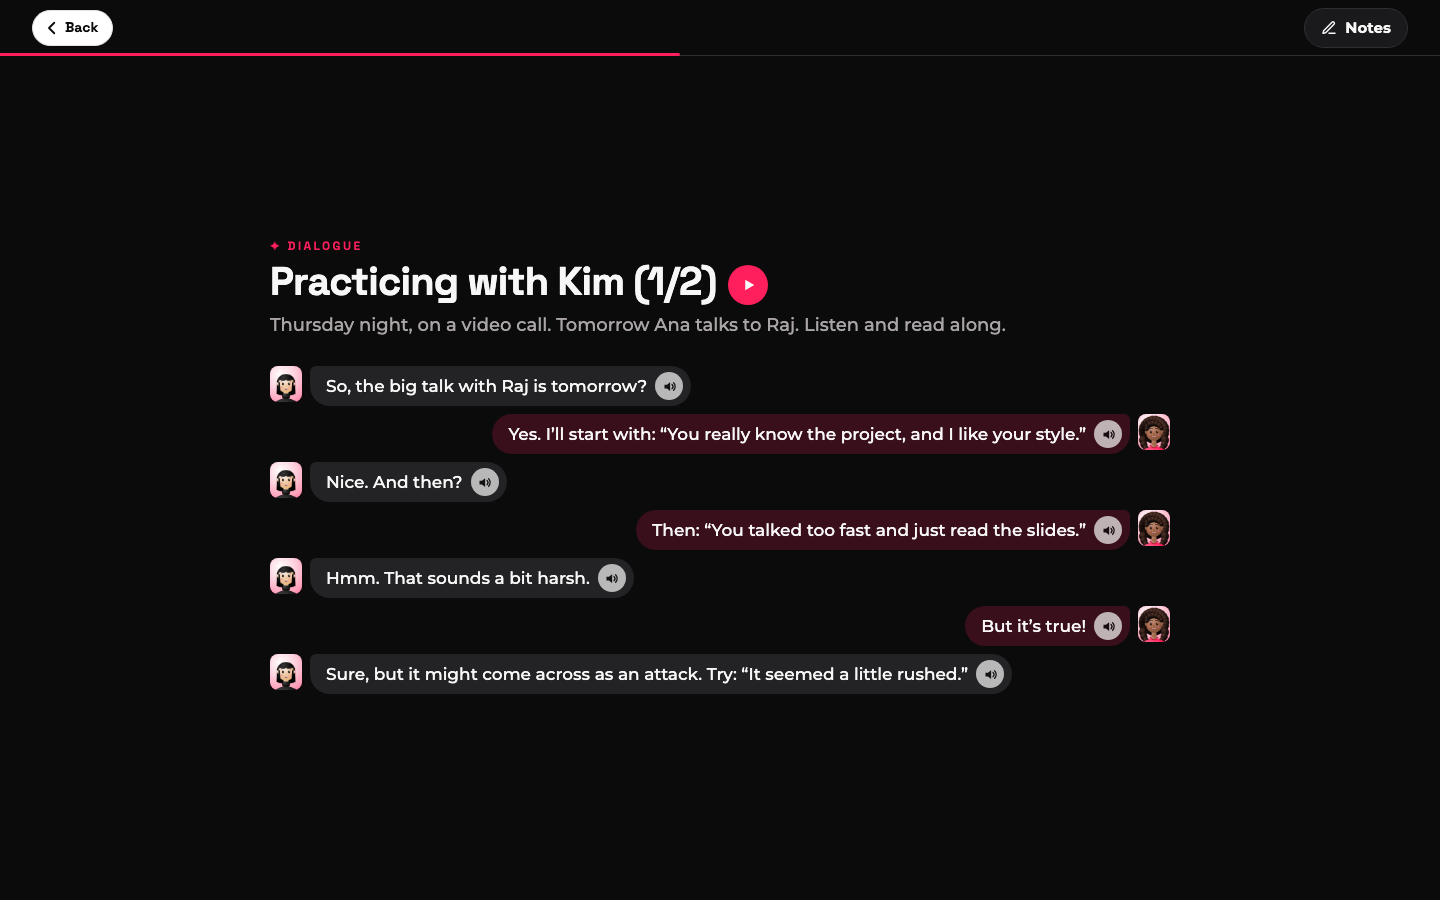 Back
Notes
DIALOGUE
Practicing with Kim (1/2)
Thursday night, on a video call. Tomorrow Ana talks to Raj. Listen and read along.
So, the big talk with Raj is tomorrow?
Yes. I’ll start with: “You really know the project, and I like your style.”
Nice. And then?
Then: “You talked too fast and just read the slides.”
Hmm. That sounds a bit harsh.
But it’s true!
Sure, but it might come across as an attack. Try: “It seemed a little rushed.”